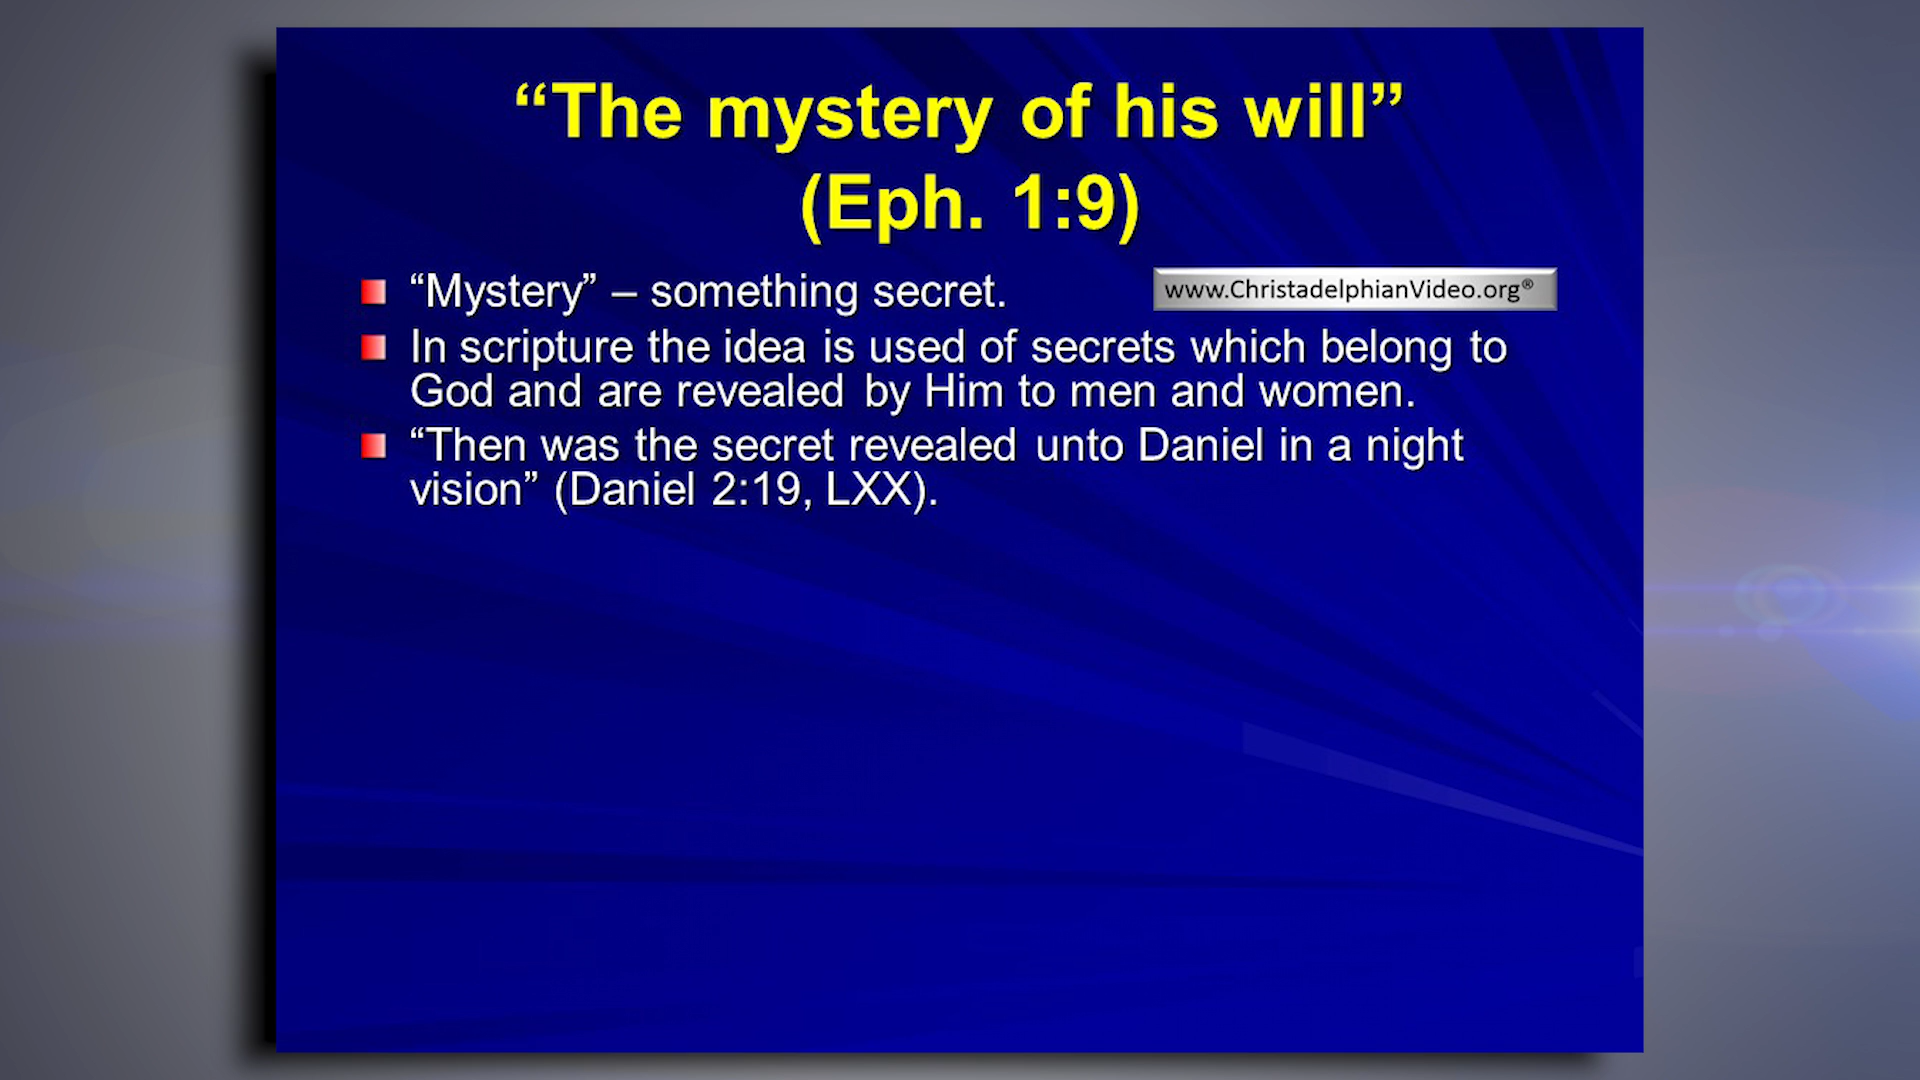 “The mystery of his will”
(Eph. 1:9)
“Mystery” – something secret.
www.ChristadelphianVideo.org®
In scripture the idea is used of secrets which belong to
God and are revealed by Him to men and women.
“Then was the secret revealed unto Daniel in a night
vision” (Daniel 2:19, LXX).